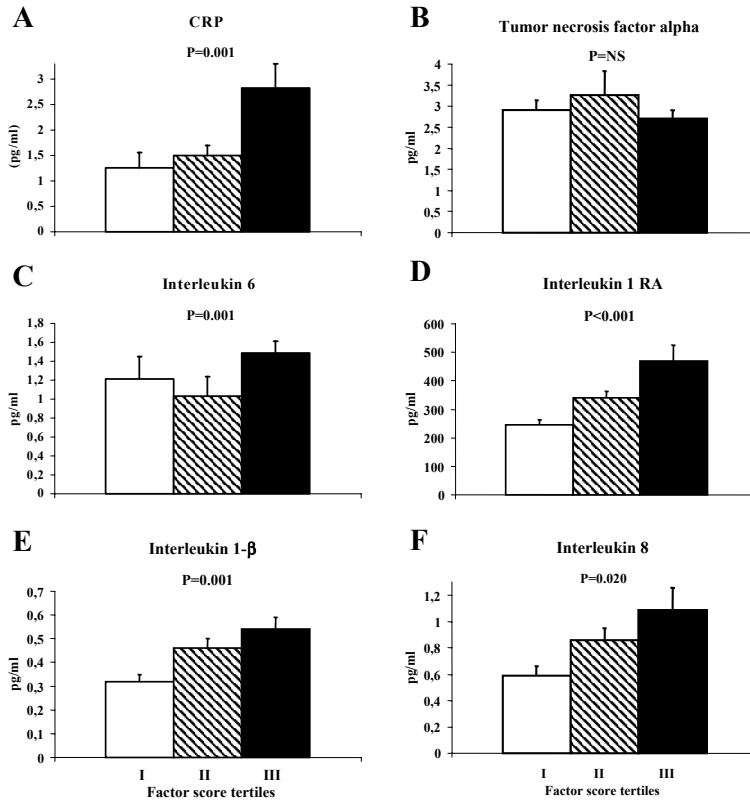 A
CRP
P=0.001
(pg/ml)
3
2,5
2
1,5
1
0,5
0
B
Tumor necrosis factor alpha
P=NS
pg/ml
4
3,5
3
2,5
2
1,5
1
0,5
0
C
Interleukin 6
P=0.001
pg/ml
1,8
1,6
1,4
1,2
1,0
0,8
0,6
0,4
0,2
0
D
Interleukin 1 RA
P<0.001
pg/ml
600
500
400
300
200
100
0
E
Interleukin 1-β
P=0.001
pg/ml
0,7
0,6
0,5
0,4
0,3
0,2
0,1
0
I II III
Factor score tertiles
F
Interleukin 8
P=0.020
pg/ml
1,2
1
0,8
0,6
0,4
0,2
0
I II III
Factor score tertiles